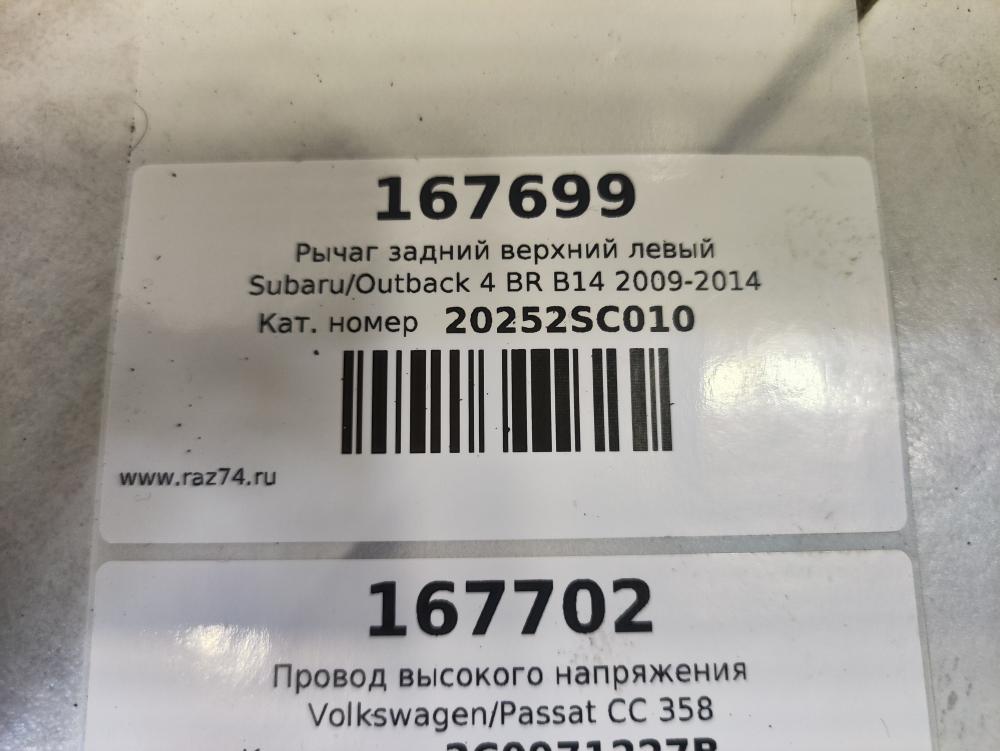 167699
Рычаг задний верхний левый
Subaru/Outback 4 BR B14 2009-2014
Кат. номер 20252SC010
www.raz74.ru
167702
Провод высокого напряжения
Volkswagen/Passat CC 358